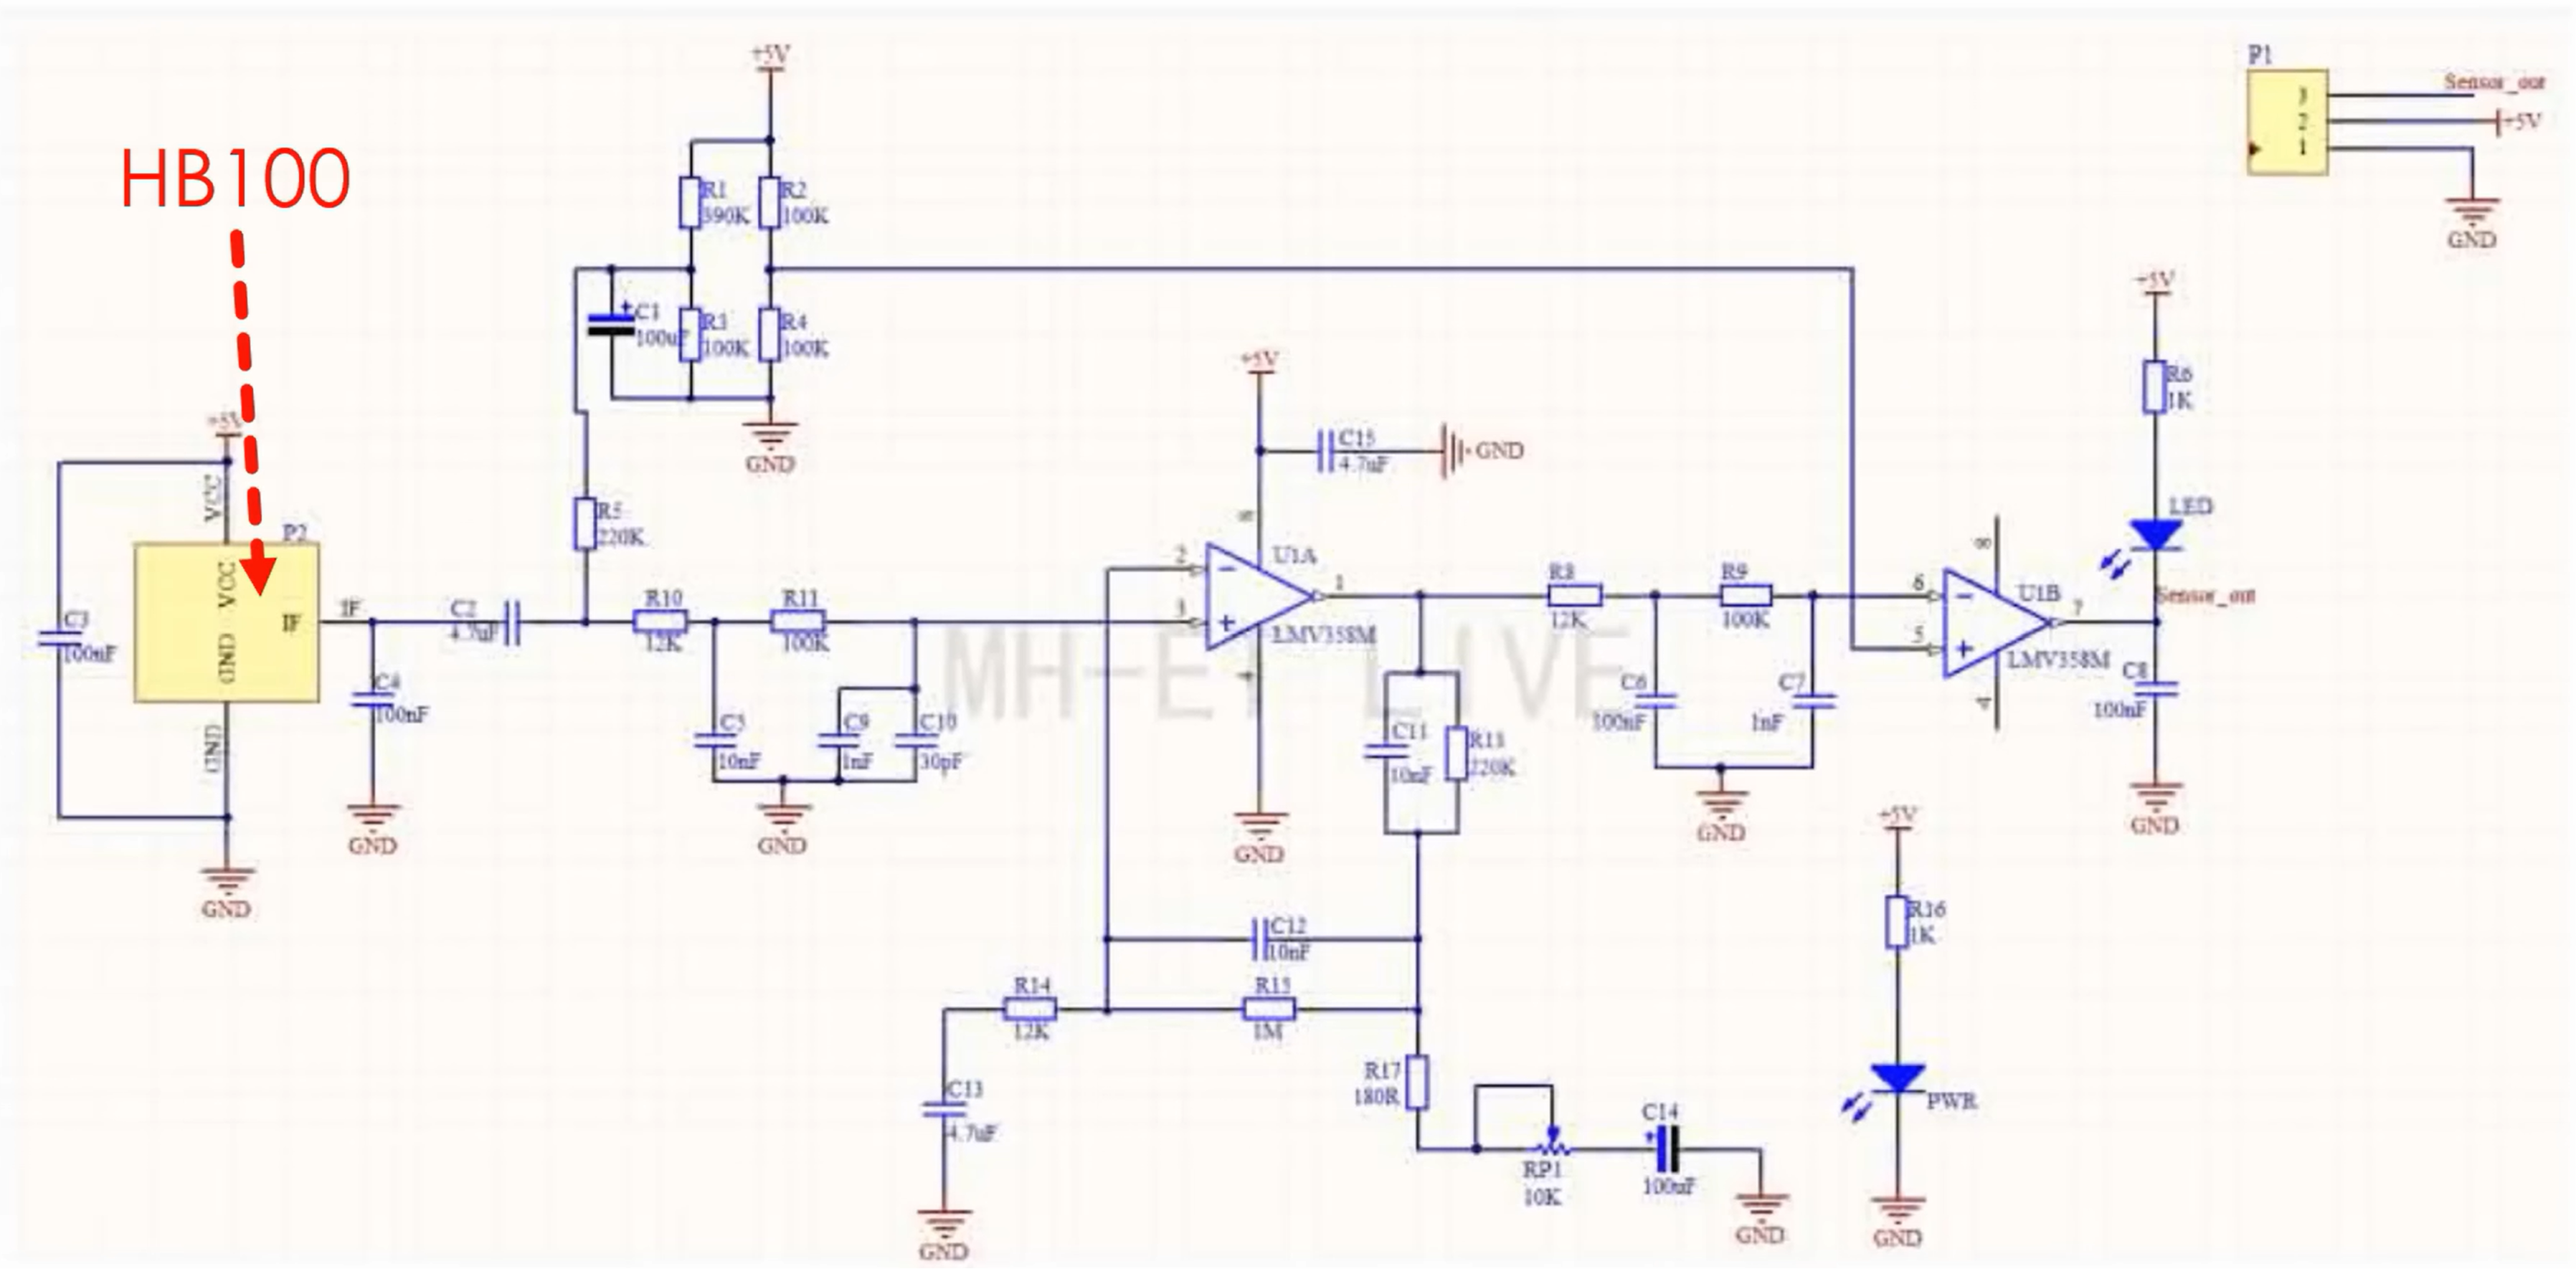 HB100
+5V
R1
390K
R2
100K
C1
100uF
R3
100K
R4
100K
GND
P1
3
2
1
Sensor_out
+5V
GND
+5V
VCC
P2
VCC
GND
IF
IF
GND
GND
C3
100nF
C4
100nF
GND
C2
4.7uF
R5
220K
R10
12K
R11
100K
C5
10nF
C9
1nF
C10
30pF
GND
+5V
C15
4.7uF
GND
8
2
3
1
4
U1A
LMV358M
GND
MH-ET LIVE
R8
12K
R9
100K
C11
10nF
R13
220K
C6
100nF
C7
1nF
GND
6
5
7
8
4
U1B
LMV358M
+5V
R6
1K
LED
Sensor_out
C8
100nF
GND
C12
10nF
R14
12K
R15
1M
C13
4.7uF
GND
R17
180R
RP1
10K
C14
100uF
GND
+5V
R16
1K
PWR
GND